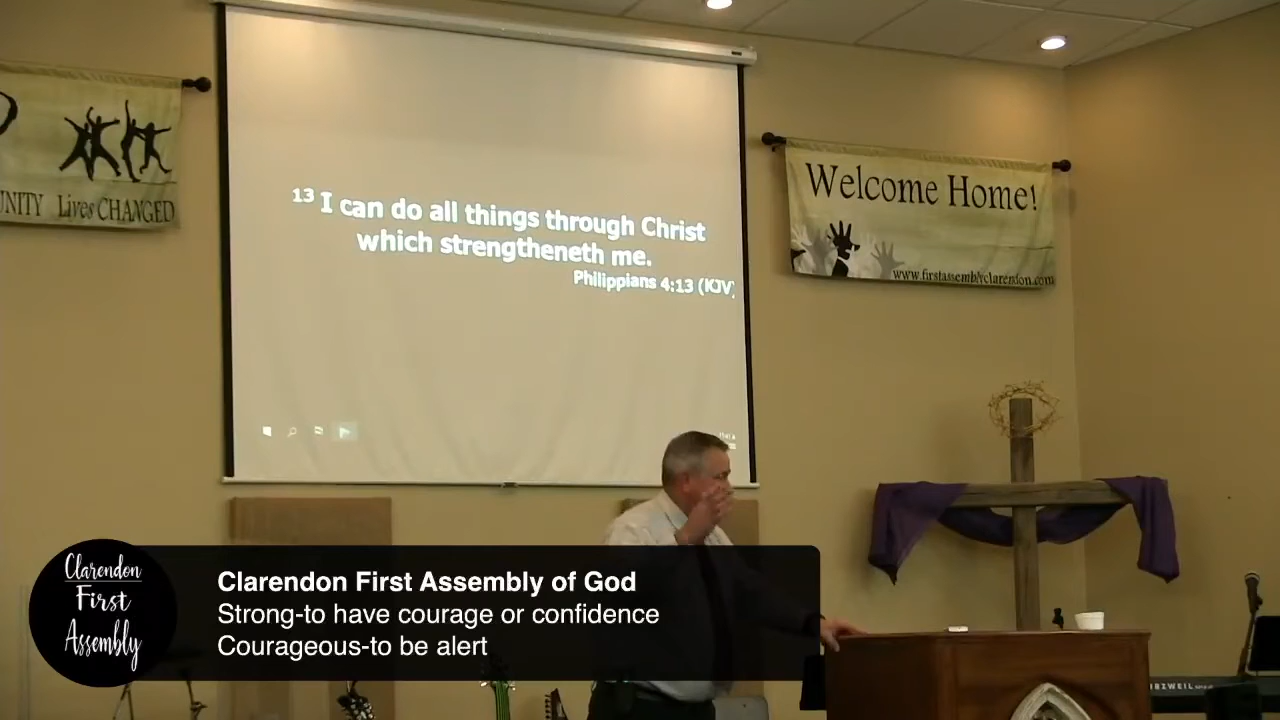 UNITY Lives CHANGED
13 I can do all things through Christ
which strengtheneth me.
Philippians 4:13 (KJV)
Welcome Home!
www.firstassemblyclarendon.com
Clarendon
First
Assembly
Clarendon First Assembly of God
Strong-to have courage or confidence
Courageous-to be alert